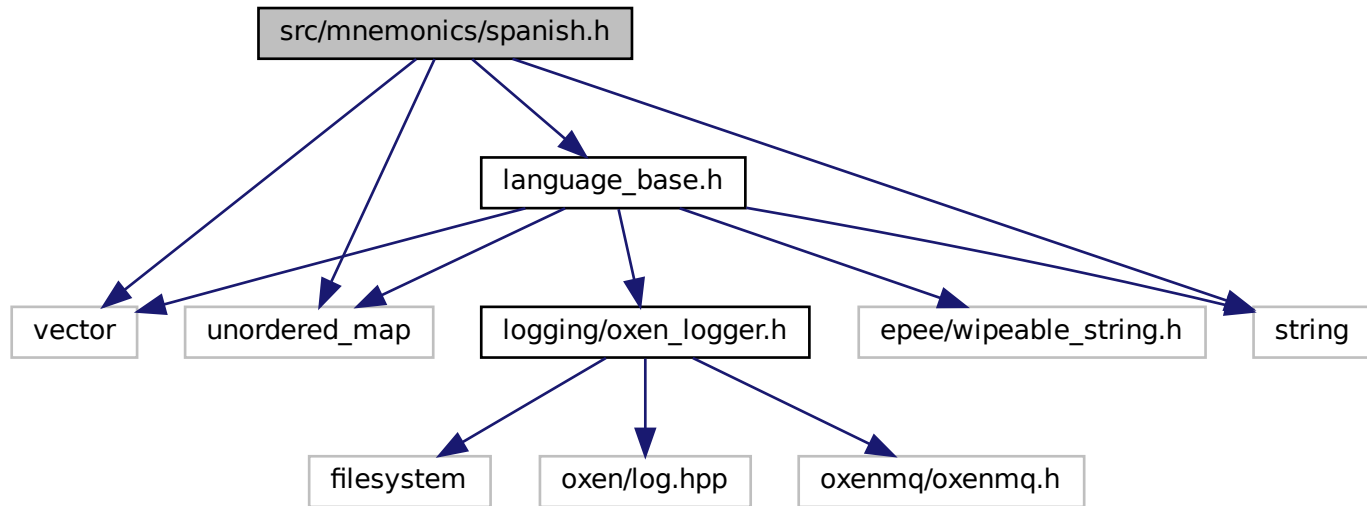 src/mnemonics/spanish.h
language_base.h
vector
unordered_map
logging/oxen_logger.h
epee/wipeable_string.h
string
filesystem
oxen/log.hpp
oxenmq/oxenmq.h